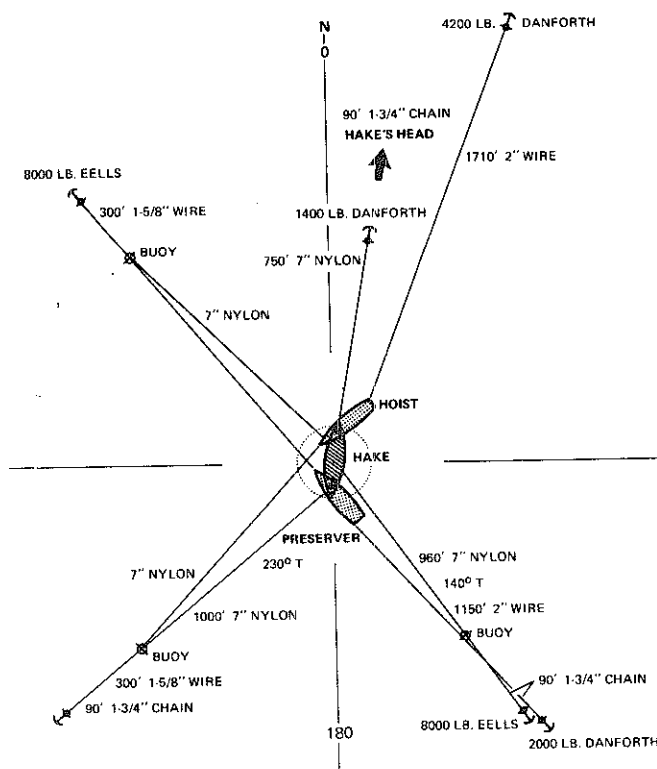 4200 LB. DANFORTH
N
0
90' 1-3/4" CHAIN
HAKE'S HEAD
1710' 2" WIRE
8000 LB. EELLS
300' 1-5/8" WIRE
1400 LB. DANFORTH
BUOY
750' 7" NYLON
7" NYLON
HOIST
HAKE
PRESERVER
7" NYLON
230° T
960' 7" NYLON
140° T
1000' 7" NYLON
1150' 2" WIRE
BUOY
BUOY
300' 1-5/8" WIRE
90' 1-3/4" CHAIN
90' 1-3/4" CHAIN
8000 LB. EELLS
180
2000 LB. DANFORTH